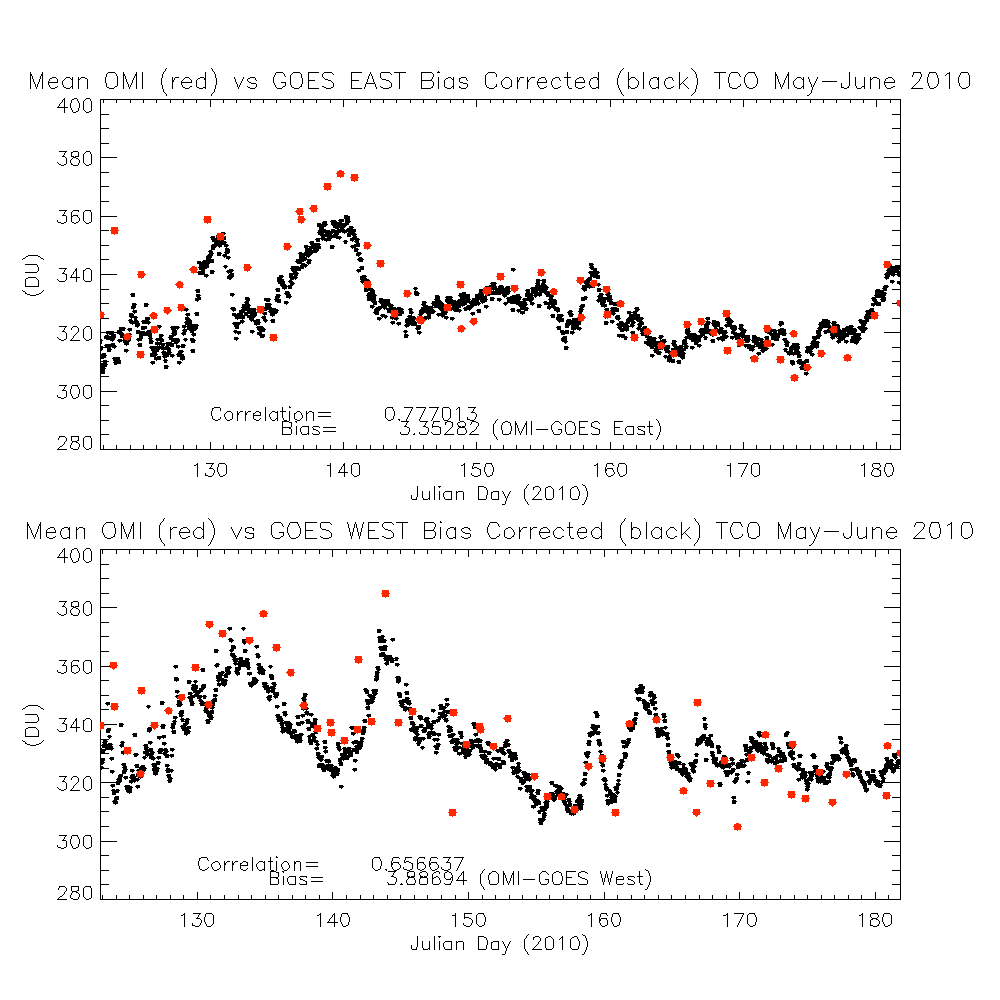 Mean OMI (red) vs GOES EAST Bias Corrected (black) TCO May-June 2010
400
380
360
340
320
300
280
(DU)
Correlation= 0.777013
Bias= 3.35282 (OMI-GOES East)
130 140 150 160 170 180
Julian Day (2010)
Mean OMI (red) vs GOES WEST Bias Corrected (black) TCO May-June 2010
400
380
360
340
320
300
280
(DU)
Correlation= 0.656637
Bias= 3.88694 (OMI-GOES West)
130 140 150 160 170 180
Julian Day (2010)